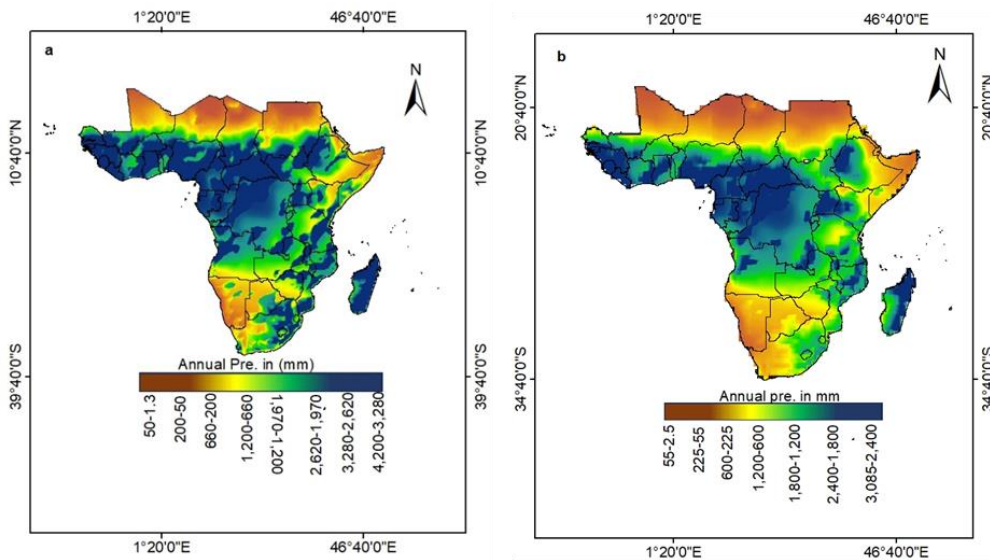 1°20'0"E
46°40'0"E
a
N
10°40'0"N
10°40'0"N
39°40'0"S
39°40'0"S
Annual Pre. in (mm)
50-1.3
200-50
660-200
1,200-699
1,970-1,200
2,620-1,970
3,280-2,620
4,200-3,280
1°20'0"E
46°40'0"E
1°20'0"E
46°40'0"E
b
N
20°40'0"N
20°40'0"N
34°40'0"S
34°40'0"S
Annual pre. in mm
55-2.5
225-55
600-225
1,200-600
1,800-1,200
2,400-1,800
3,085-2,400
1°20'0"E
46°40'0"E